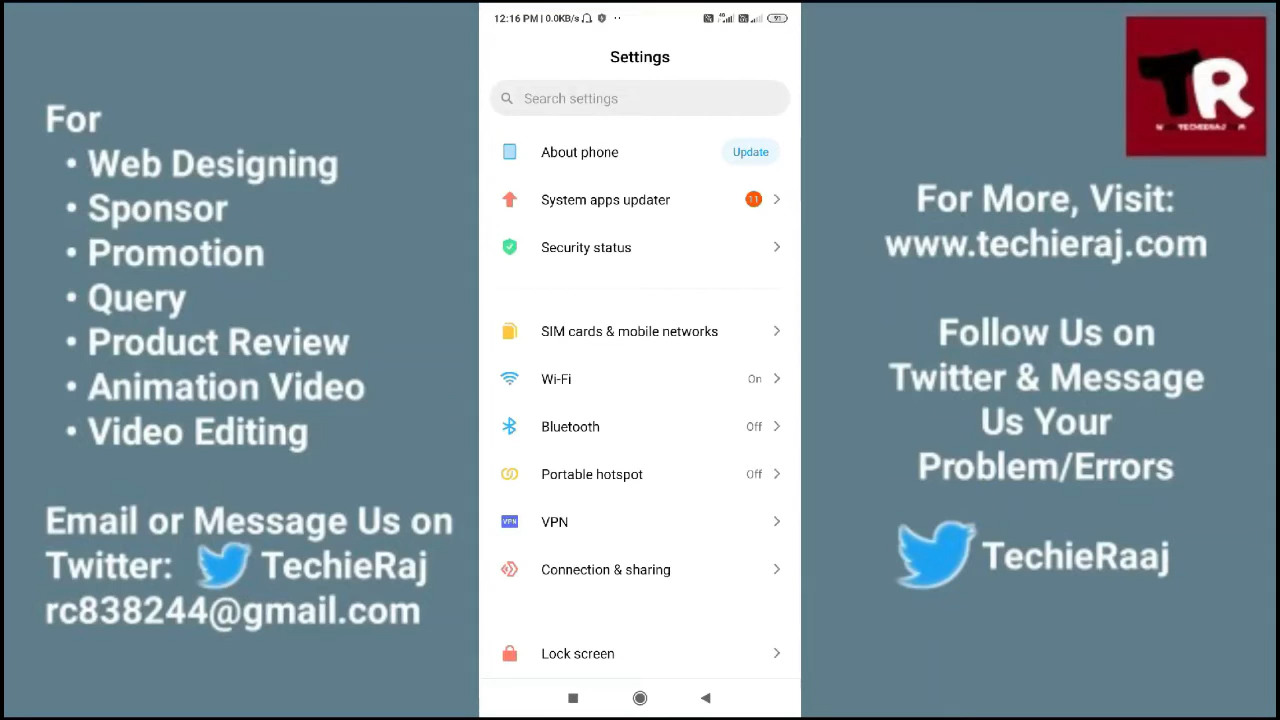 For
• Web Designing
• Sponsor
• Promotion
• Query
• Product Review
• Animation Video
• Video Editing
Email or Message Us on
Twitter: TechieRaj
rc838244@gmail.com
12:16 PM | 0.0KB/s
91
Settings
Search settings
About phone
Update
System apps updater
11
Security status
SIM cards & mobile networks
Wi-Fi
On
Bluetooth
Off
Portable hotspot
Off
VPN
VPN
Connection & sharing
Lock screen
TR
For More, Visit:
www.techieraj.com
Follow Us on
Twitter & Message
Us Your
Problem/Errors
TechieRaaj